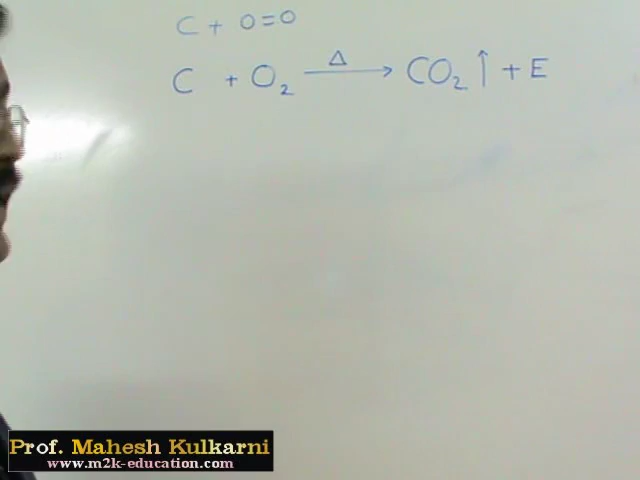 C + O=O
C + O₂ —Δ→ CO₂ ↑ + E
Prof. Mahesh Kulkarni
www.m2k-education.com